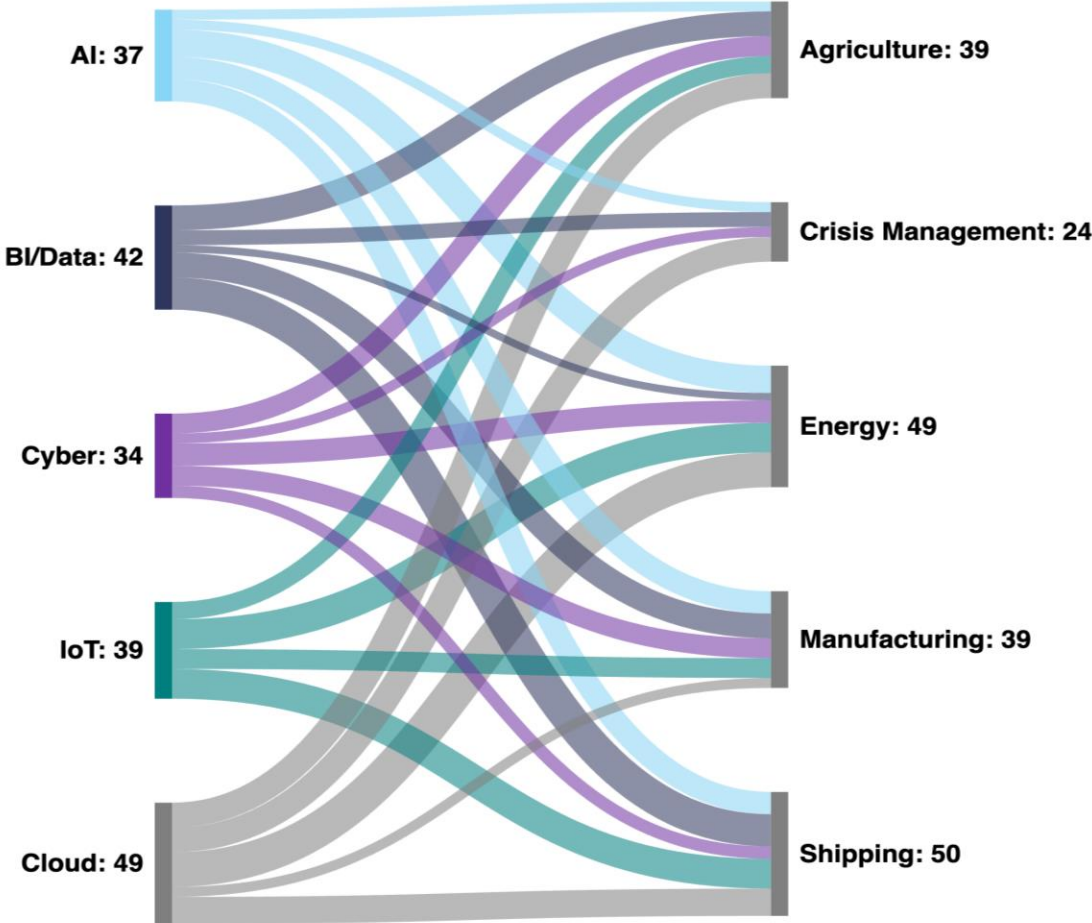 AI: 37
BI/Data: 42
Cyber: 34
IoT: 39
Cloud: 49
Agriculture: 39
Crisis Management: 24
Energy: 49
Manufacturing: 39
Shipping: 50